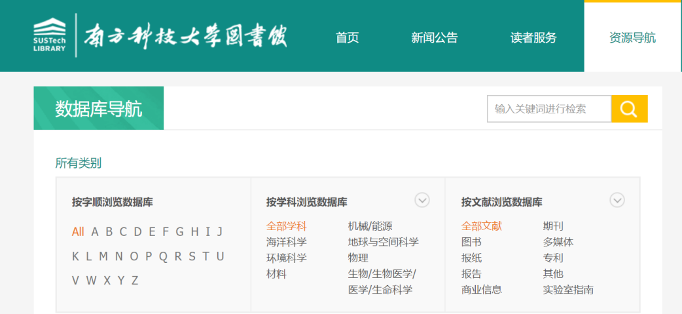 SUSTech
LIBRARY
南方科技大学图书馆
首页 新闻公告 读者服务 资源导航
数据库导航
输入关键词进行检索
所有类别
按字顺浏览数据库
All A B C D E F G H I J
K L M N O P Q R S T U
V W X Y Z
按学科浏览数据库
全部学科 机械/能源
海洋科学 地球与空间科学
环境科学 物理
材料 生物/生物医学/
医学/生命科学
按文献浏览数据库
全部文献 期刊
图书 多媒体
报纸 专利
报告 其他
商业信息 实验室指南